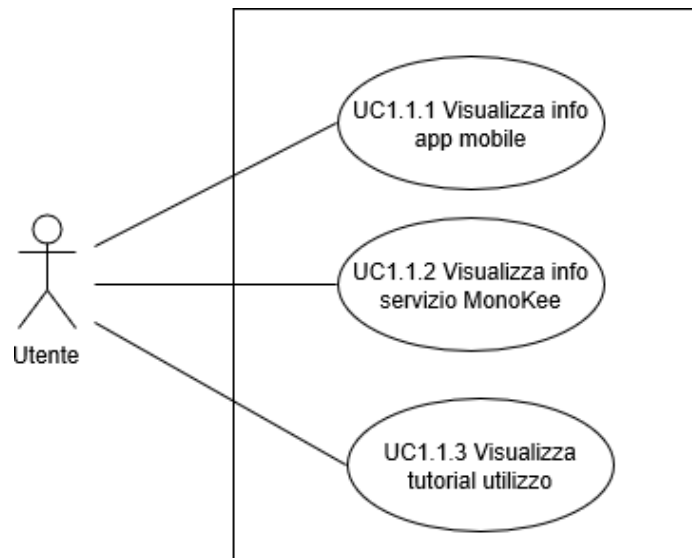 UC1.1.1 Visualizza info
app mobile
UC1.1.2 Visualizza info
servizio MonoKee
Utente
UC1.1.3 Visualizza
tutorial utilizzo